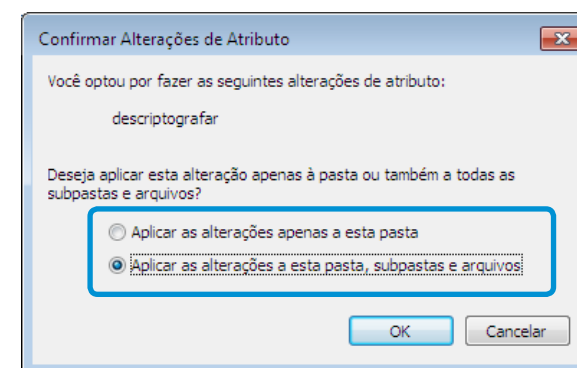 Confirmar Alterações de Atributo
Você optou por fazer as seguintes alterações de atributo:
descriptografar
Deseja aplicar esta alteração apenas à pasta ou também a todas as
subpastas e arquivos?
Aplicar as alterações apenas a esta pasta
Aplicar as alterações a esta pasta, subpastas e arquivos
OK Cancelar